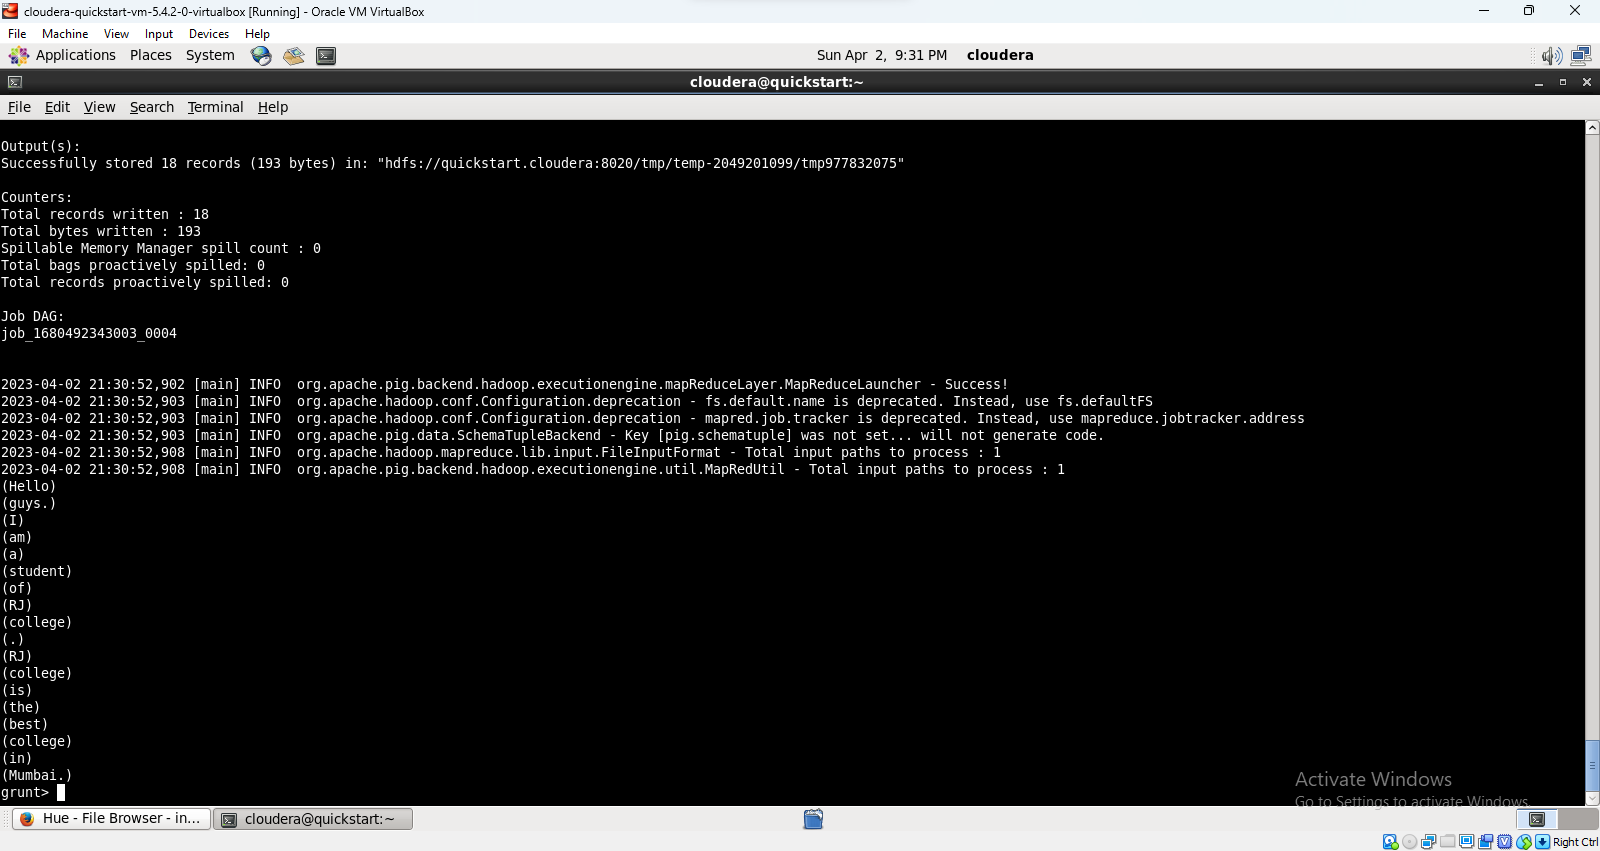 cloudera-quickstart-vm-5.4.2-0-virtualbox [Running] - Oracle VM VirtualBox
File Machine View Input Devices Help
Applications Places System Sun Apr 2, 9:31 PM cloudera
cloudera@quickstart:~
File Edit View Search Terminal Help
Output(s):
Successfully stored 18 records (193 bytes) in: "hdfs://quickstart.cloudera:8020/tmp/temp-2049201099/tmp977832075"
Counters:
Total records written : 18
Total bytes written : 193
Spillable Memory Manager spill count : 0
Total bags proactively spilled: 0
Total records proactively spilled: 0
Job DAG:
job_1680492343003_0004
2023-04-02 21:30:52,902 [main] INFO  org.apache.pig.backend.hadoop.executionengine.mapReduceLayer.MapReduceLauncher - Success!
2023-04-02 21:30:52,903 [main] INFO  org.apache.hadoop.conf.Configuration.deprecation - fs.default.name is deprecated. Instead, use fs.defaultFS
2023-04-02 21:30:52,903 [main] INFO  org.apache.hadoop.conf.Configuration.deprecation - mapred.job.tracker is deprecated. Instead, use mapreduce.jobtracker.address
2023-04-02 21:30:52,903 [main] INFO  org.apache.pig.data.SchemaTupleBackend - Key [pig.schematuple] was not set... will not generate code.
2023-04-02 21:30:52,908 [main] INFO  org.apache.hadoop.mapreduce.lib.input.FileInputFormat - Total input paths to process : 1
2023-04-02 21:30:52,908 [main] INFO  org.apache.pig.backend.hadoop.executionengine.util.MapRedUtil - Total input paths to process : 1
(Hello)
(guys.)
(I)
(am)
(a)
(student)
(of)
(RJ)
(college)
(.)
(RJ)
(college)
(is)
(the)
(best)
(college)
(in)
(Mumbai.)
grunt>
Activate Windows
Go to Settings to activate Windows.
Hue - File Browser - in... cloudera@quickstart:~
Right Ctrl